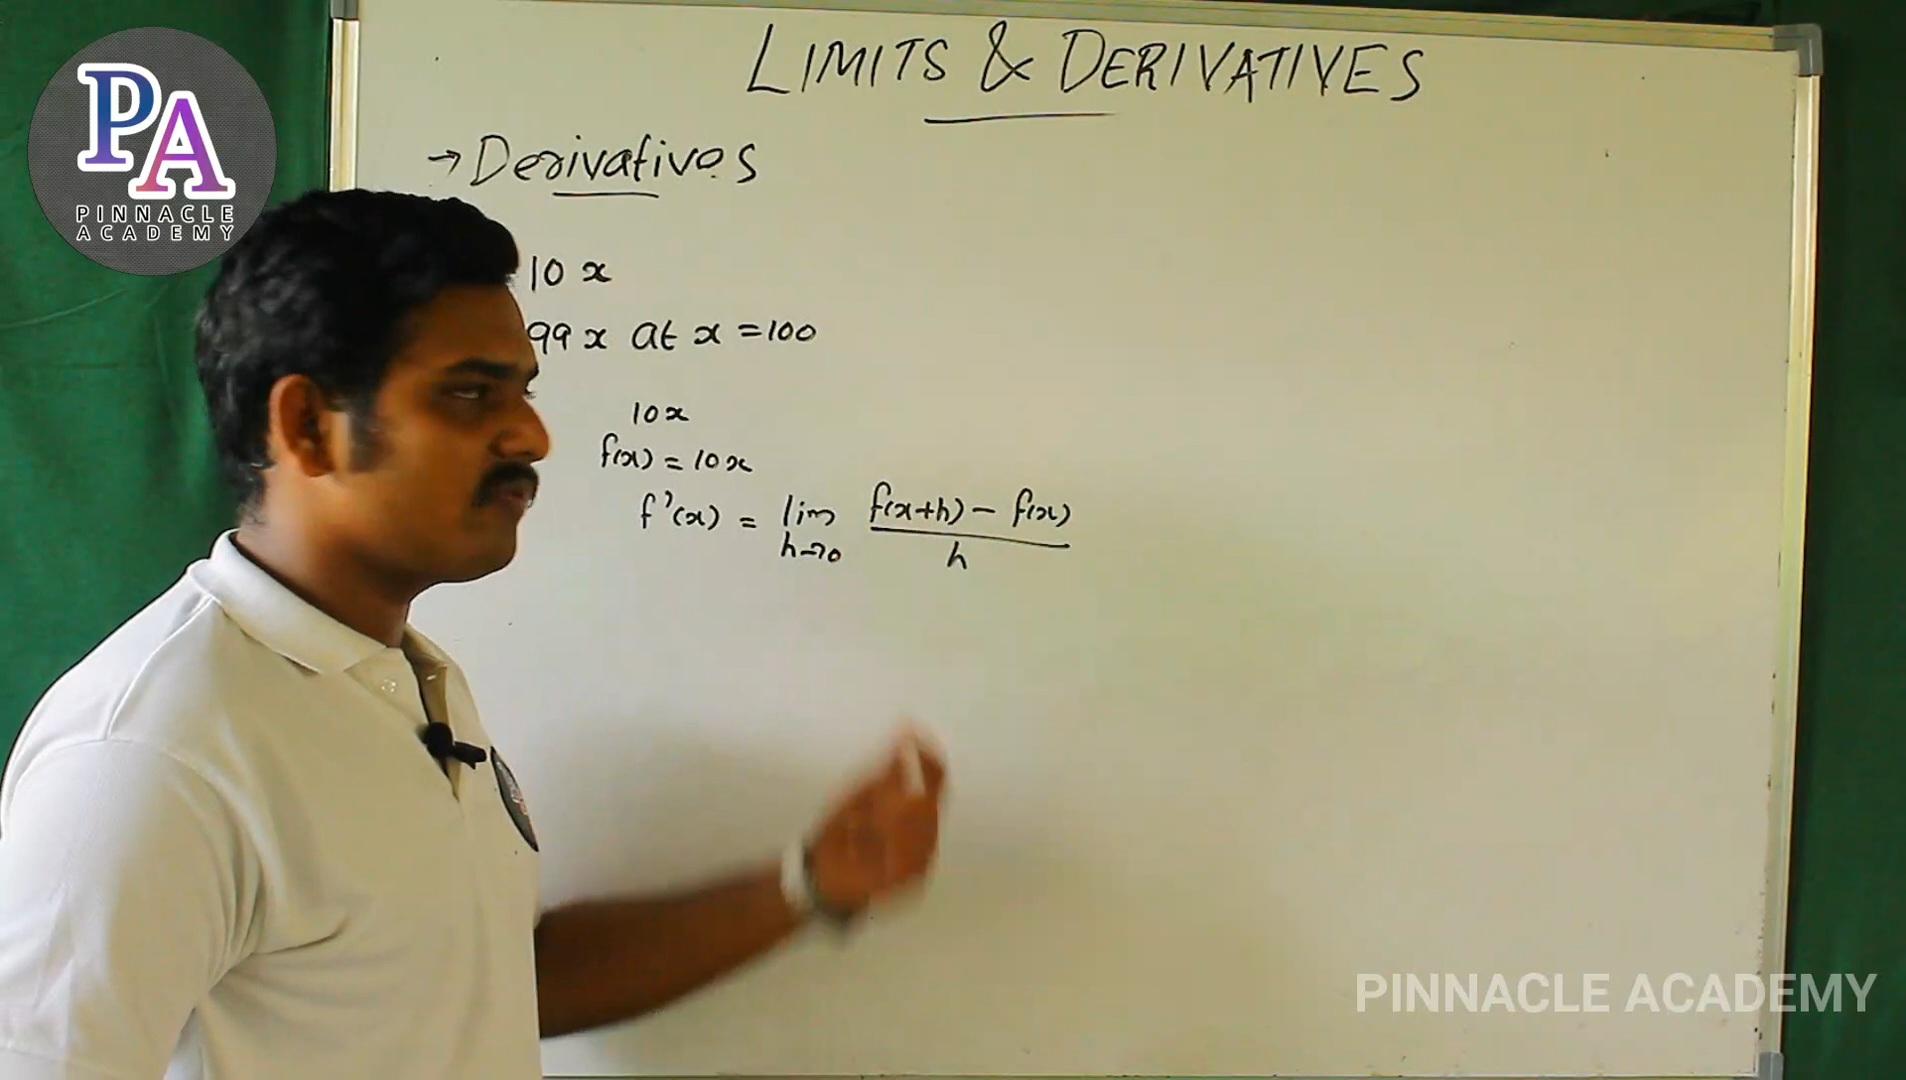 PA
PINNACLE
ACADEMY
LIMITS & DERIVATIVES
→ Derivatives
10 x
99 x at x = 100
10x
f(x) = 10x
f'(x) = lim h→0 f(x+h) - f(x) / h
PINNACLE ACADEMY